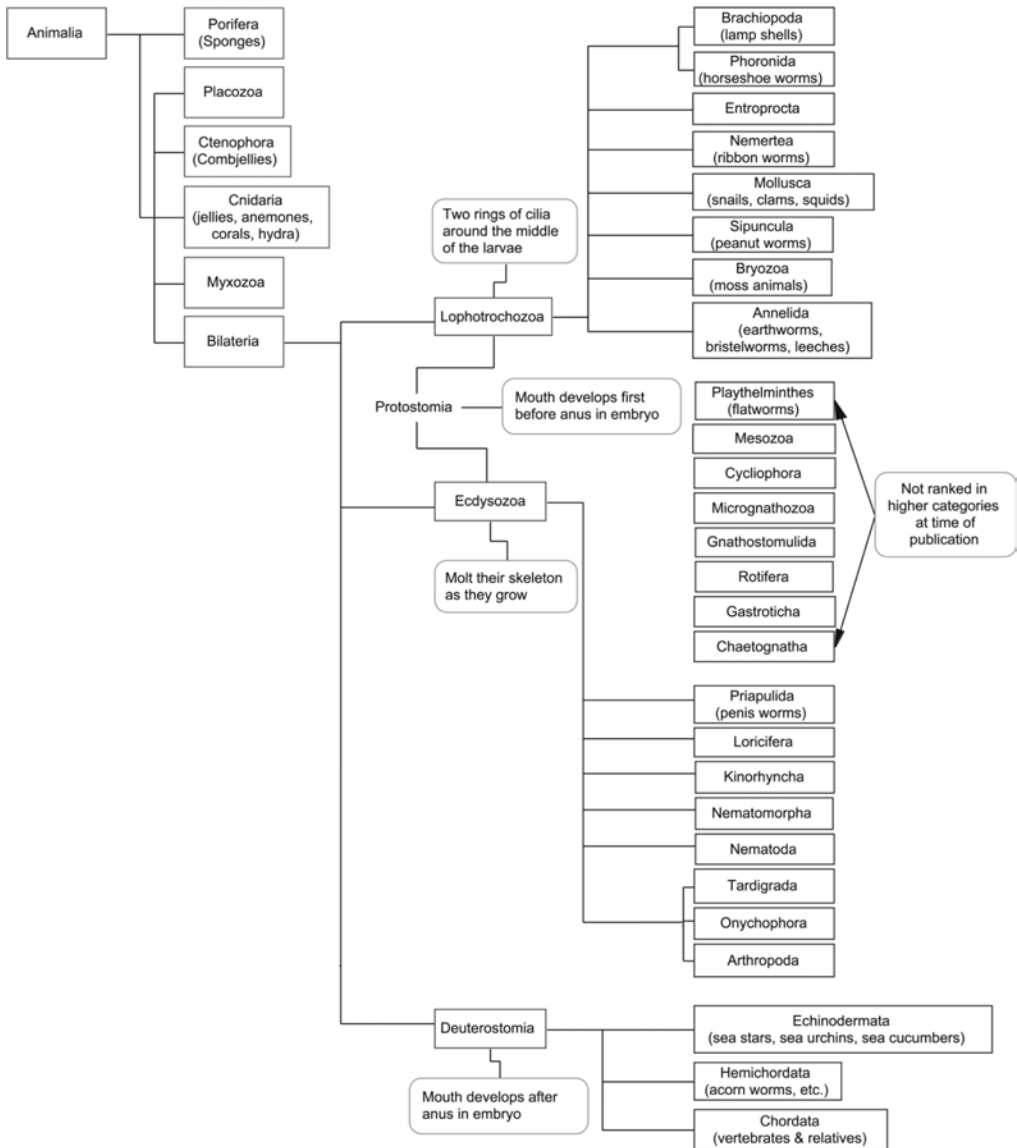 Animalia
Porifera
(Sponges)
Placozoa
Ctenophora
(Combjellies)
Cnidaria
(jellies, anemones,
corals, hydra)
Myxozoa
Bilateria
Two rings of cilia
around the middle
of the larvae
Lophotrochozoa
Protostomia
Mouth develops first
before anus in embryo
Ecdysozoa
Molt their skeleton
as they grow
Deuterostomia
Mouth develops after
anus in embryo
Brachiopoda
(lamp shells)
Phoronida
(horseshoe worms)
Entroprocta
Nemertea
(ribbon worms)
Mollusca
(snails, clams, squids)
Sipuncula
(peanut worms)
Bryozoa
(moss animals)
Annelida
(earthworms,
bristelworms, leeches)
Playthelminthes
(flatworms)
Mesozoa
Cycliophora
Micrognathozoa
Gnathostomulida
Rotifera
Gastroticha
Chaetognatha
Not ranked in
higher categories
at time of
publication
Priapulida
(penis worms)
Loricifera
Kinorhyncha
Nematomorpha
Nematoda
Tardigrada
Onychophora
Arthropoda
Echinodermata
(sea stars, sea urchins, sea cucumbers)
Hemichordata
(acorn worms, etc.)
Chordata
(vertebrates & relatives)